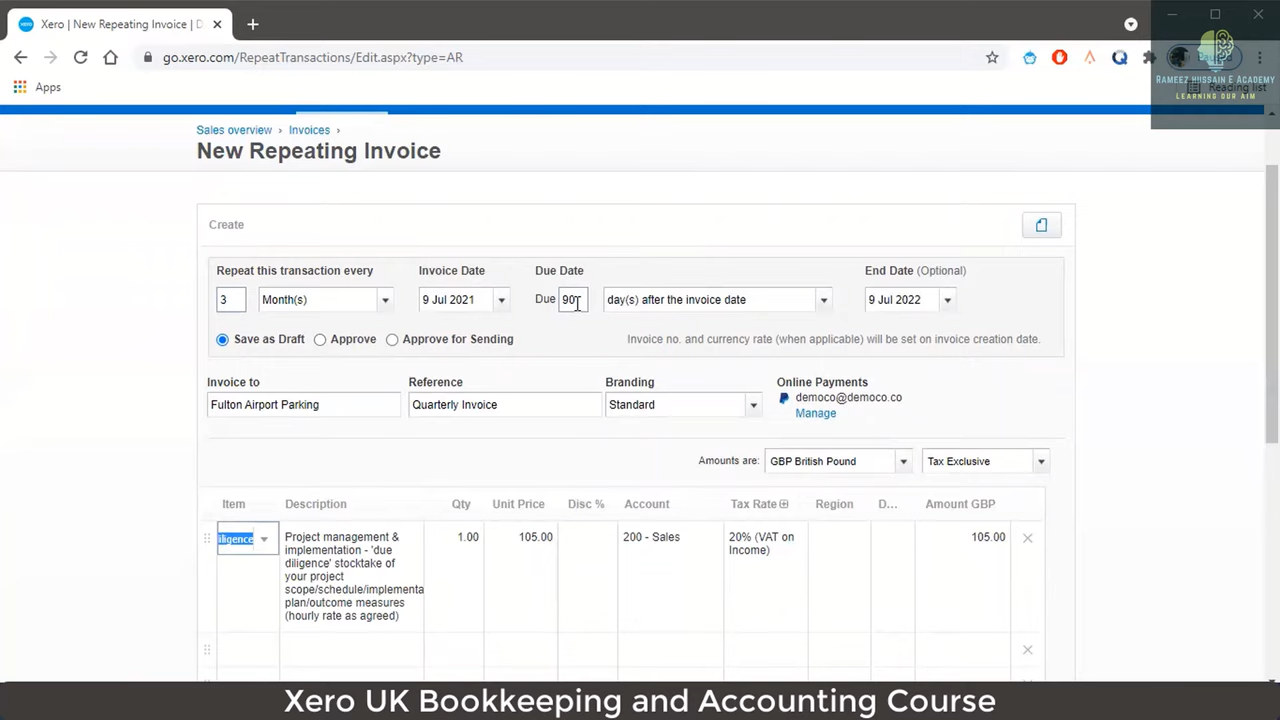 Xero | New Repeating Invoice | D
go.xero.com/RepeatTransactions/Edit.aspx?type=AR
Apps
Reading list
RAMEEZ HUSSAIN E ACADEMY
LEARNING OUR AIM
Sales overview › Invoices ›
New Repeating Invoice
Create
Repeat this transaction every Invoice Date Due Date End Date (Optional)
3 Month(s) 9 Jul 2021 Due 90 day(s) after the invoice date 9 Jul 2022
Save as Draft Approve Approve for Sending Invoice no. and currency rate (when applicable) will be set on invoice creation date.
Invoice to Reference Branding Online Payments
democo@democo.co
Fulton Airport Parking Quarterly Invoice Standard
Manage
Amounts are: GBP British Pound Tax Exclusive
Item Description Qty Unit Price Disc % Account Tax Rate Region D... Amount GBP
iligence Project management & 1.00 105.00 200 - Sales 20% (VAT on 105.00
implementation - 'due Income)
diligence' stocktake of
your project
scope/schedule/implementa
plan/outcome measures
(hourly rate as agreed)
Xero UK Bookkeeping and Accounting Course